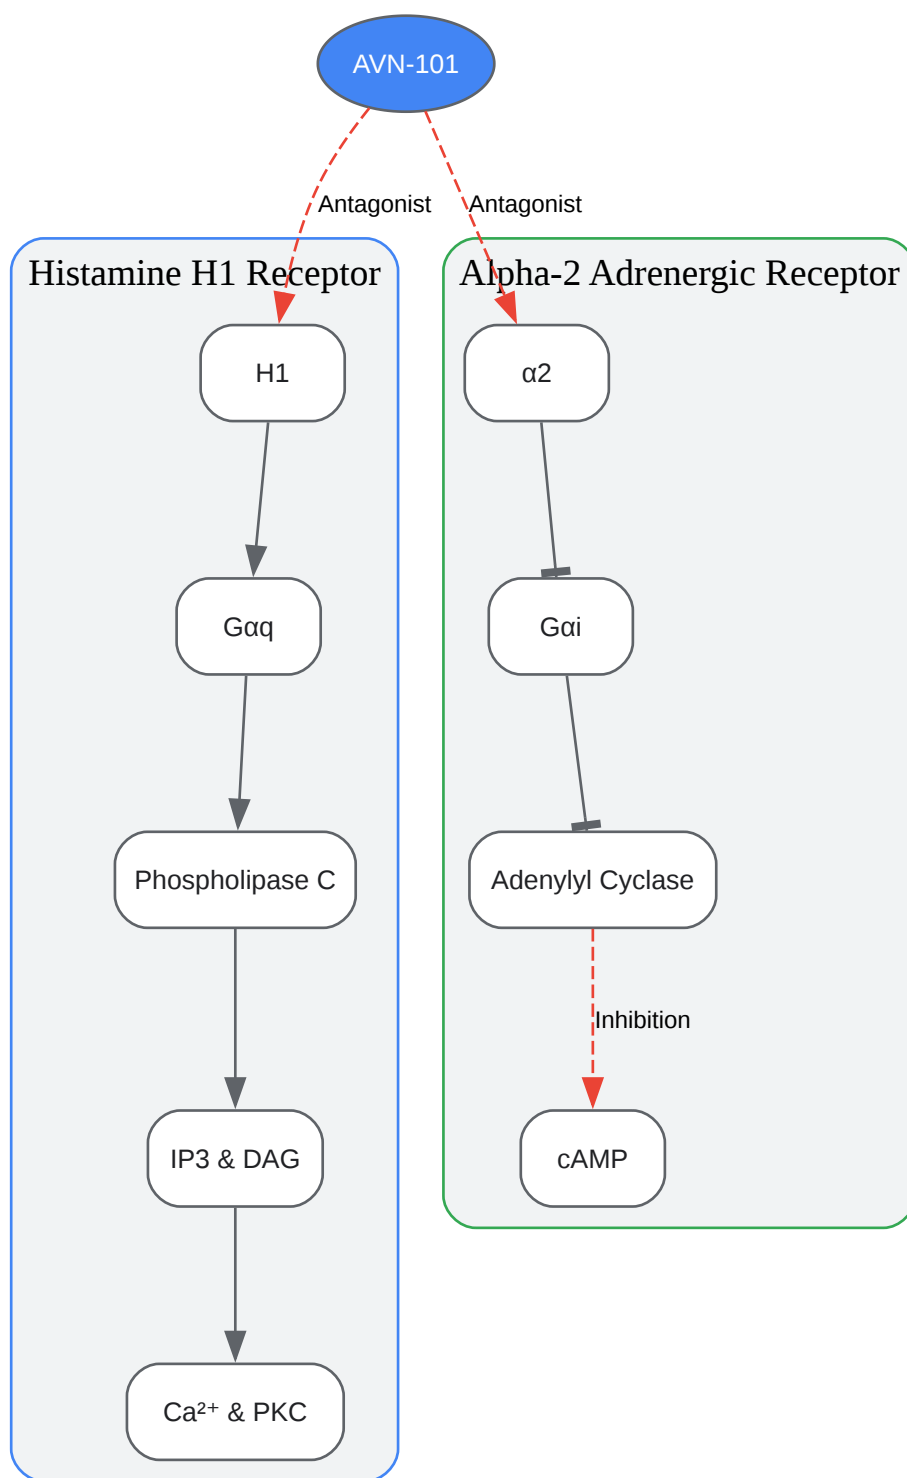 AVN-101
Antagonist
Antagonist
Histamine H1 Receptor
H1
Gαq
Phospholipase C
IP3 & DAG
Ca²⁺ & PKC
Alpha-2 Adrenergic Receptor
α2
Gαi
Adenylyl Cyclase
Inhibition
cAMP